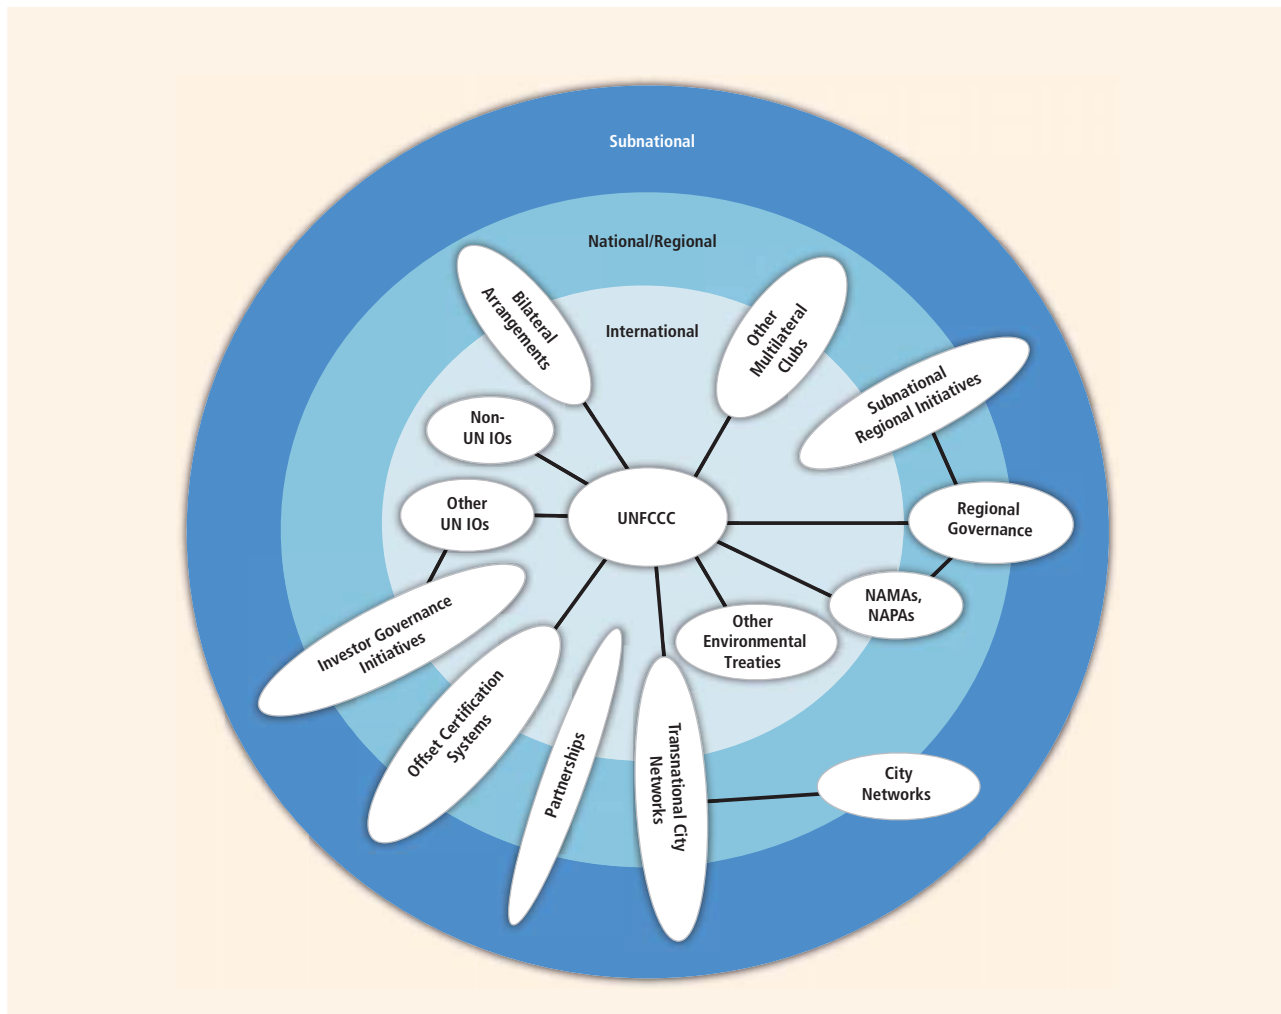 Subnational
National/Regional
International
Bilateral
Arrangements
Other
Multilateral
Clubs
Subnational
Regional Initiatives
Non-
UN IOs
Other
UN IOs
UNFCCC
Regional
Governance
NAMAs,
NAPAs
Other
Environmental
Treaties
Investor Governance
Initiatives
Offset Certification
Systems
Partnerships
Transnational City
Networks
City
Networks